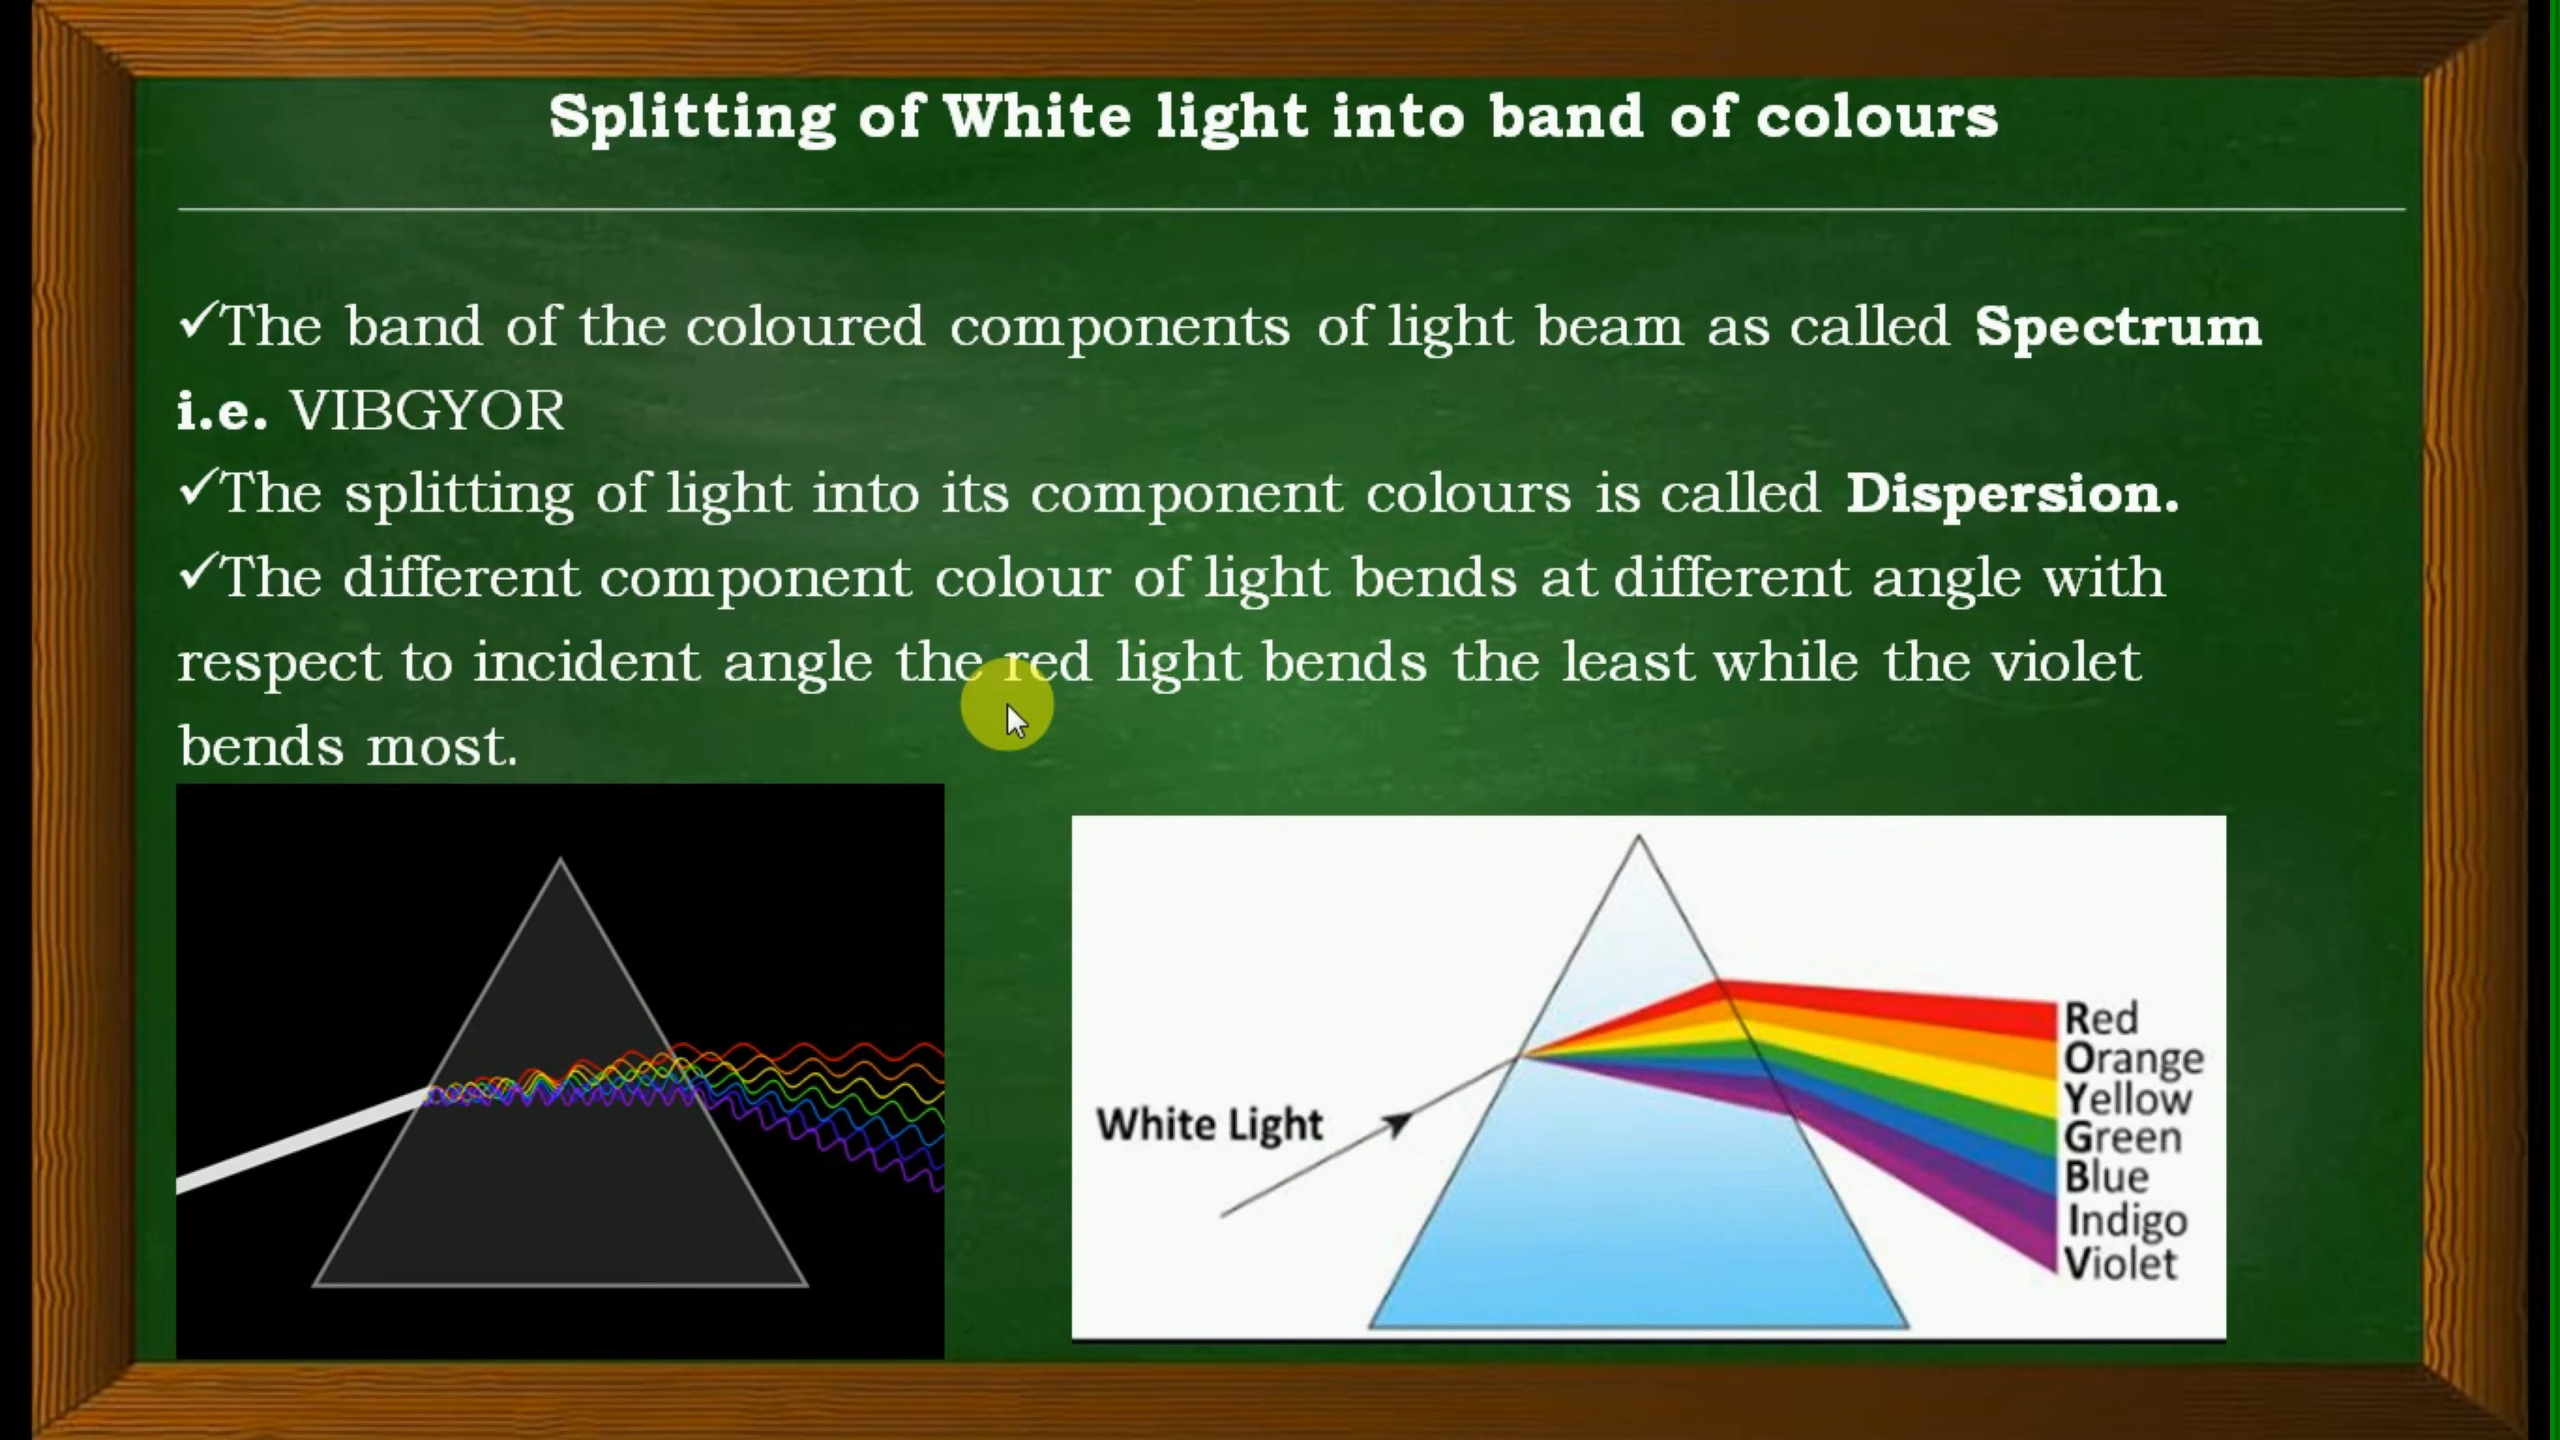 Splitting of White light into band of colours
✓The band of the coloured components of light beam as called Spectrum
i.e. VIBGYOR
✓The splitting of light into its component colours is called Dispersion.
✓The different component colour of light bends at different angle with
respect to incident angle the red light bends the least while the violet
bends most.
White Light
Red
Orange
Yellow
Green
Blue
Indigo
Violet